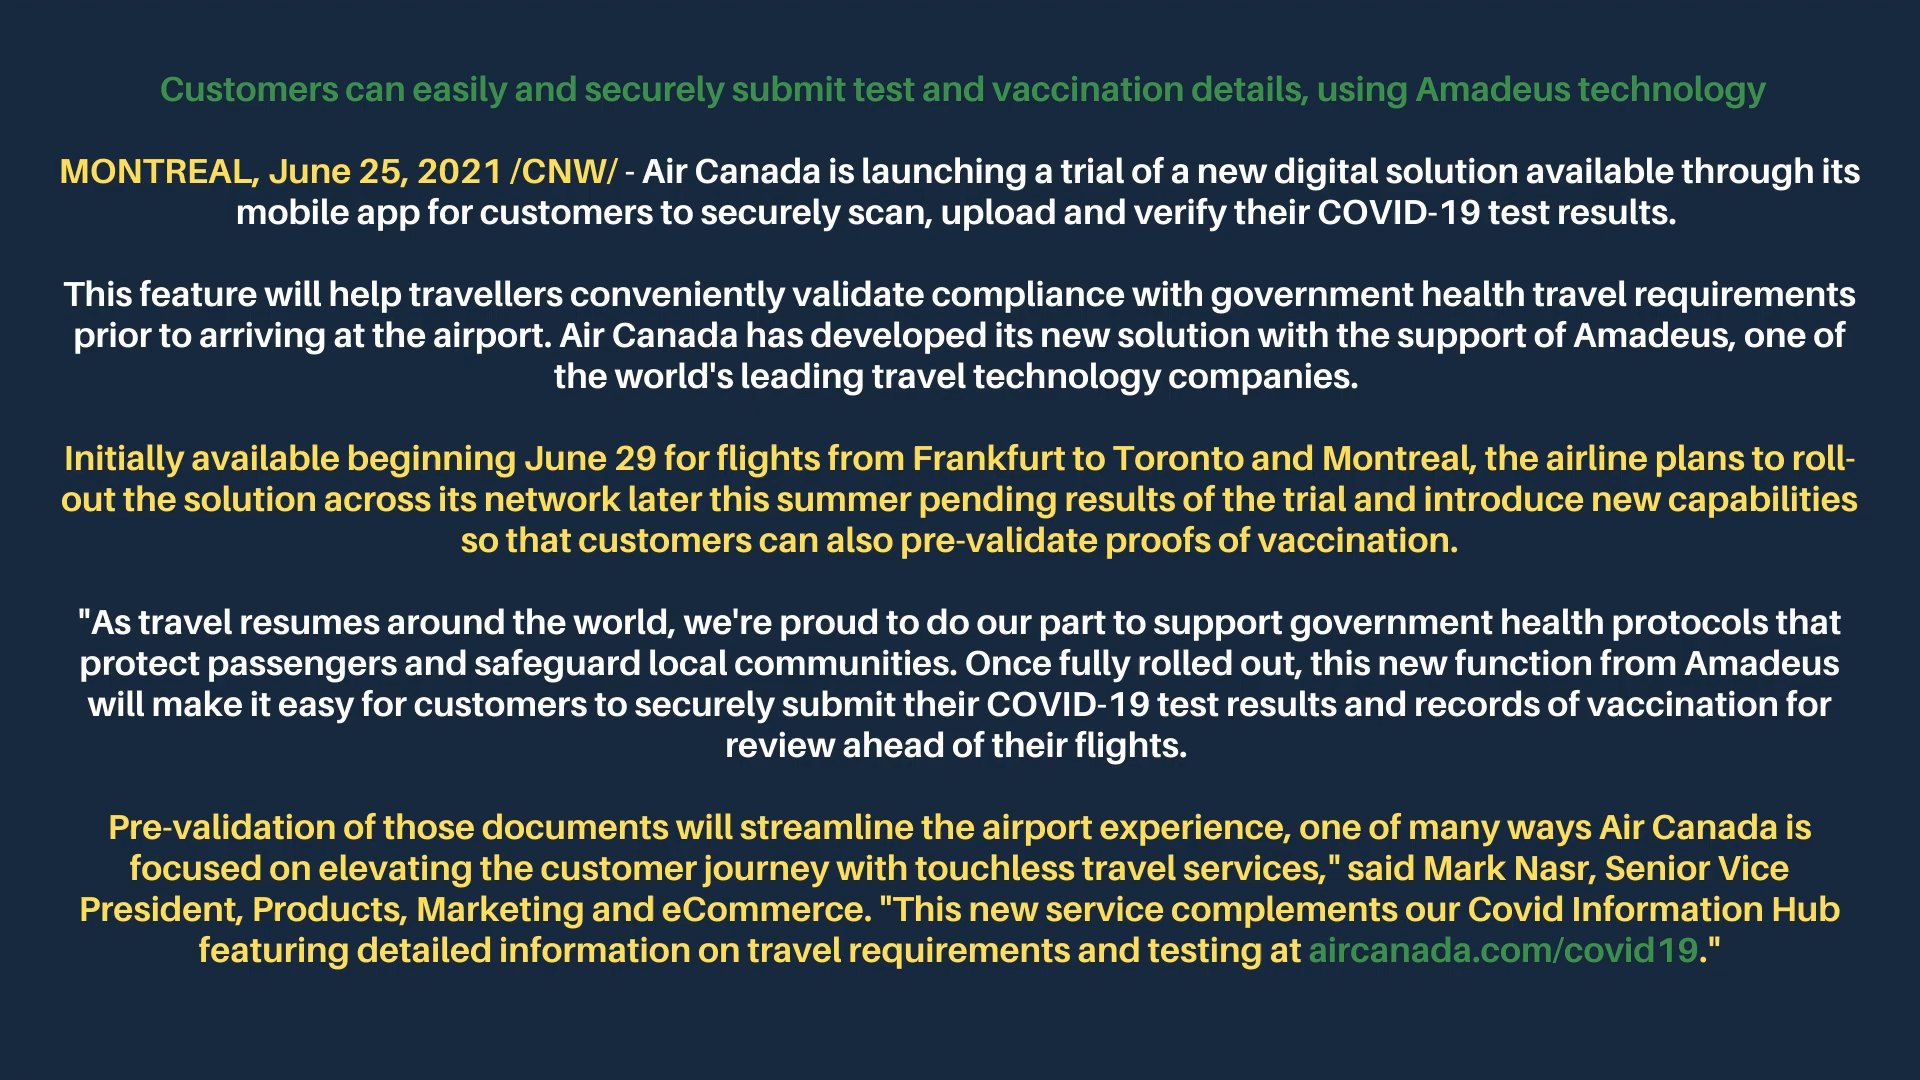 Customers can easily and securely submit test and vaccination details, using Amadeus technology
MONTREAL, June 25, 2021 /CNW/ - Air Canada is launching a trial of a new digital solution available through its
mobile app for customers to securely scan, upload and verify their COVID-19 test results.
This feature will help travellers conveniently validate compliance with government health travel requirements
prior to arriving at the airport. Air Canada has developed its new solution with the support of Amadeus, one of
the world's leading travel technology companies.
Initially available beginning June 29 for flights from Frankfurt to Toronto and Montreal, the airline plans to roll-
out the solution across its network later this summer pending results of the trial and introduce new capabilities
so that customers can also pre-validate proofs of vaccination.
"As travel resumes around the world, we're proud to do our part to support government health protocols that
protect passengers and safeguard local communities. Once fully rolled out, this new function from Amadeus
will make it easy for customers to securely submit their COVID-19 test results and records of vaccination for
review ahead of their flights.
Pre-validation of those documents will streamline the airport experience, one of many ways Air Canada is
focused on elevating the customer journey with touchless travel services," said Mark Nasr, Senior Vice
President, Products, Marketing and eCommerce. "This new service complements our Covid Information Hub
featuring detailed information on travel requirements and testing at aircanada.com/covid19."